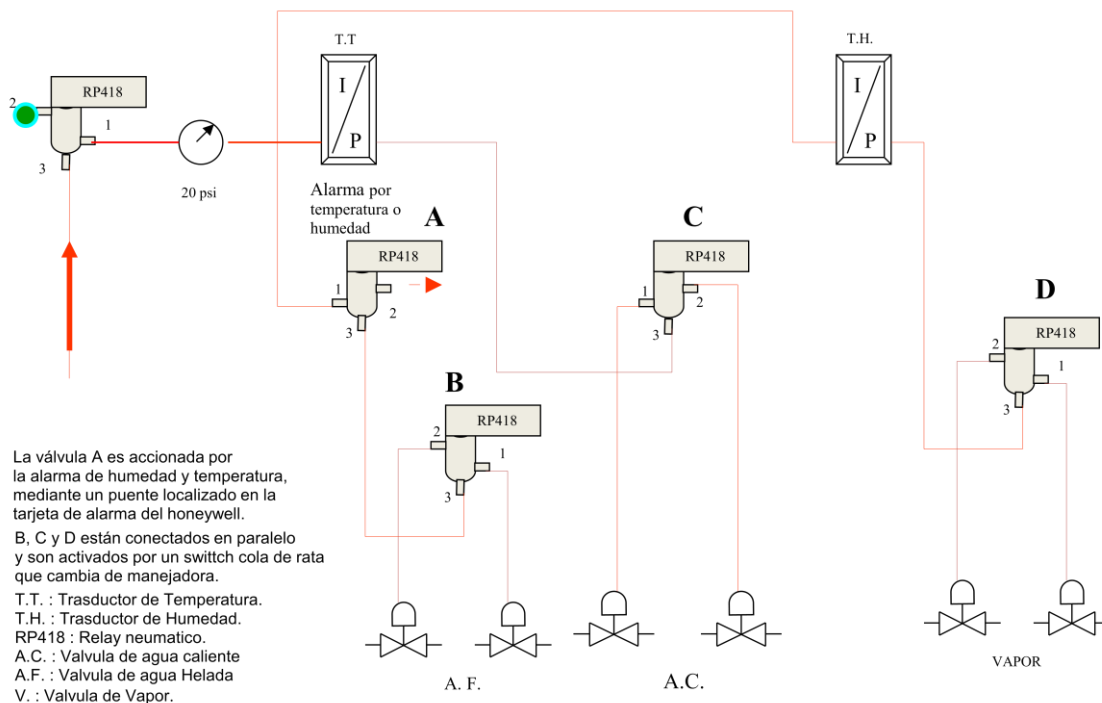 T.T
T.H.
RP418
2
1
3
I
P
I
P
20 psi
Alarma por
temperatura o
humedad
A
RP418
1
2
3
C
RP418
1
2
3
D
RP418
2
1
3
B
RP418
2
1
3
La válvula A es accionada por
la alarma de humedad y temperatura,
mediante un puente localizado en la
tarjeta de alarma del honeywell.
B, C y D están conectados en paralelo
y son activados por un swittch cola de rata
que cambia de manejadora.
T.T. : Trasductor de Temperatura.
T.H. : Trasductor de Humedad.
RP418 : Relay neumatico.
A.C. : Valvula de agua caliente
A.F. : Valvula de agua Helada
V. : Valvula de Vapor.
A. F.
A.C.
VAPOR